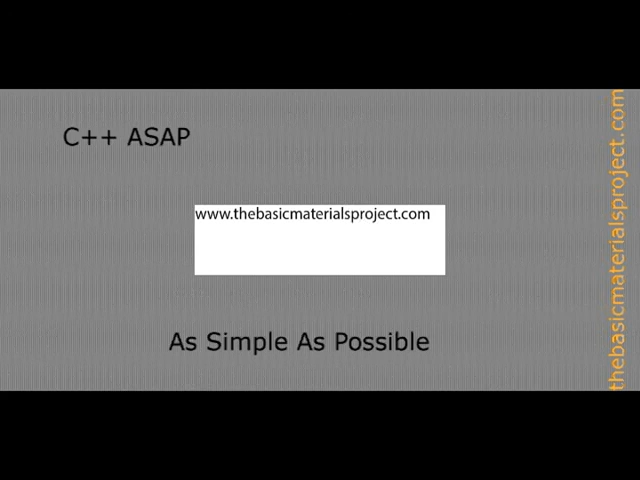 C++ ASAP
www.thebasicmaterialsproject.com
As Simple As Possible
thebasicmaterialsproject.com